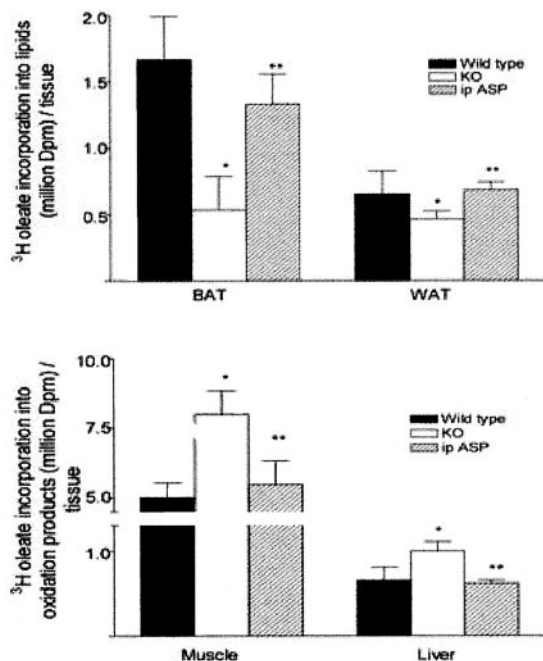 ³H oleate incorporation into lipids
(million Dpm) / tissue
2.0
1.5
1.0
0.5
Wild type
KO
ip ASP
*
**
*
**
BAT
WAT
³H oleate incorporation into
oxidation products (million Dpm) /
tissue
10.0
7.5
5.0
1.0
Wild type
KO
ip ASP
*
**
*
**
Muscle
Liver